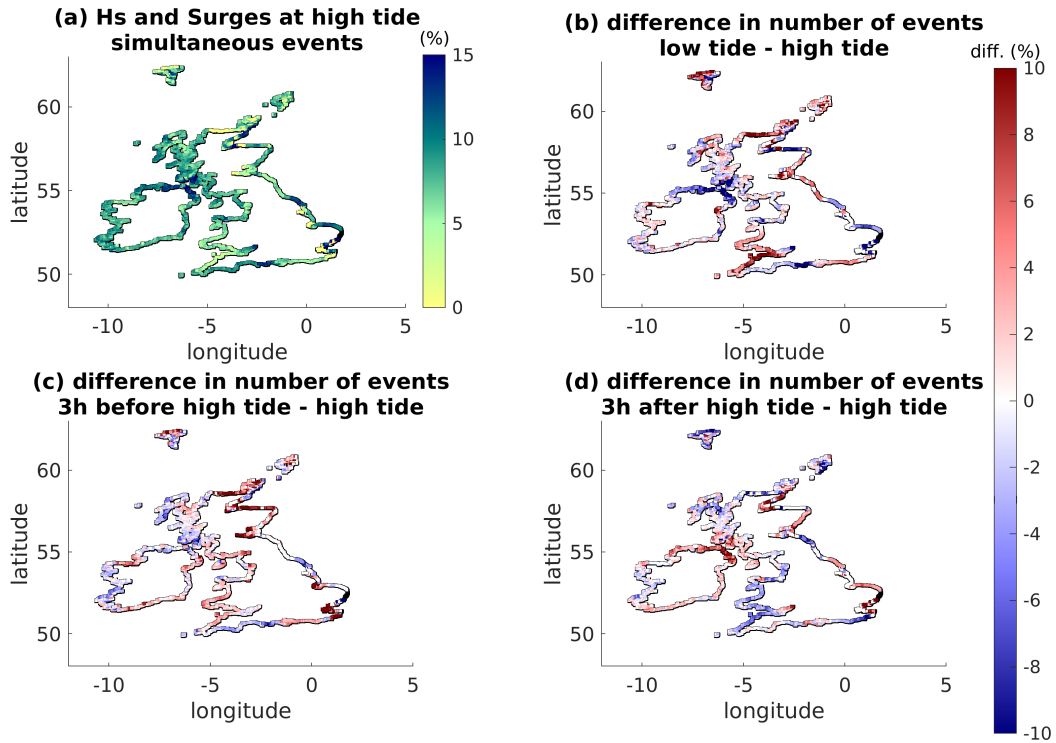 (a) Hs and Surges at high tide
simultaneous events
(%)
15
10
5
0
60
55
50
latitude
-10
-5
0
5
longitude
(b) difference in number of events
low tide - high tide
diff. (%)
10
8
6
4
2
0
-2
-4
-6
-8
-10
60
55
50
latitude
-10
-5
0
5
longitude
(c) difference in number of events
3h before high tide - high tide
60
55
50
latitude
-10
-5
0
5
longitude
(d) difference in number of events
3h after high tide - high tide
60
55
50
latitude
-10
-5
0
5
longitude